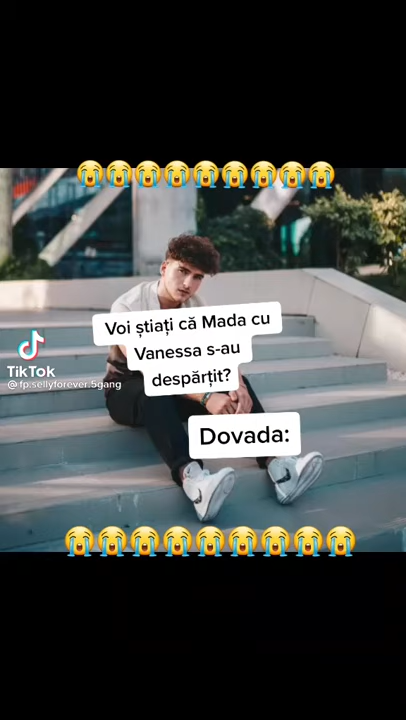 😭😭😭😭😭😭😭😭😭
Voi știați că Mada cu
Vanessa s-au
despărțit?
TikTok
@fp.sellyforever.5gang
Dovada:
😭😭😭😭😭😭😭😭😭